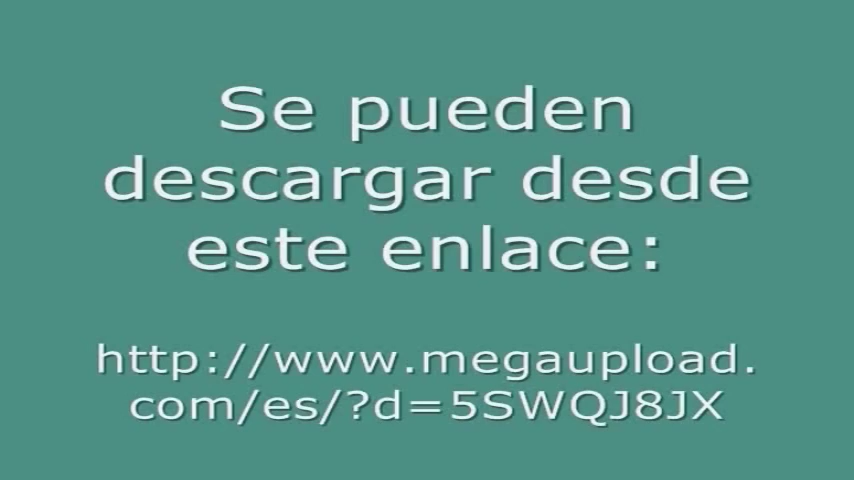 Se pueden
descargar desde
este enlace:
http://www.megaupload.
com/es/?d=5SWQJ8JX